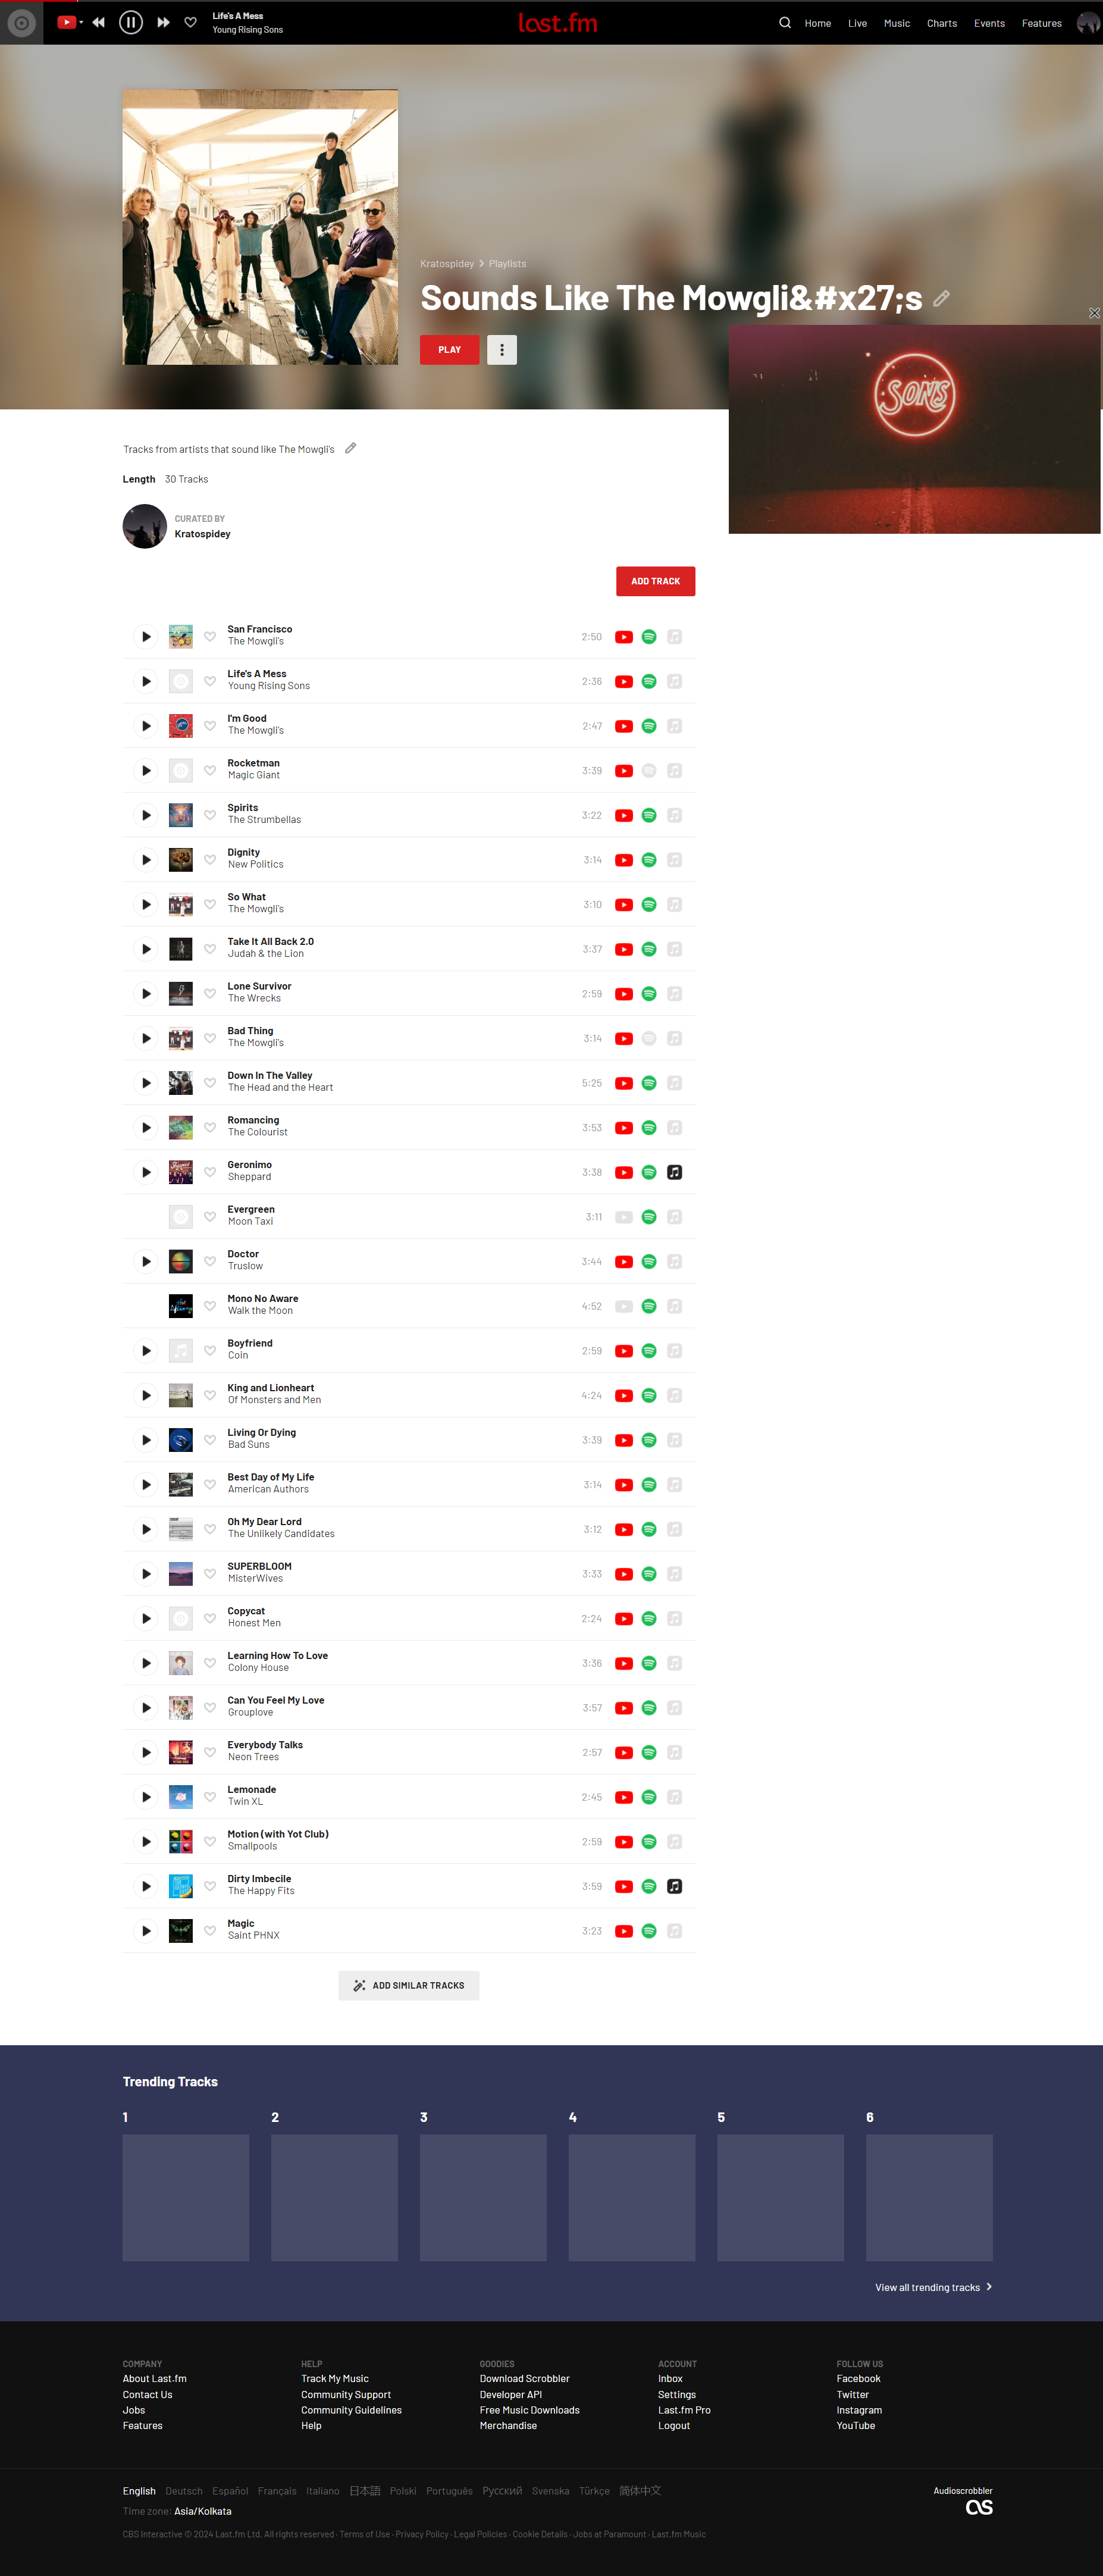 Life's A Mess
Young Rising Sons
last.fm
Home Live Music Charts Events Features
Kratospidey > Playlists
Sounds Like The Mowgli&#x27;s
PLAY
SONS
Tracks from artists that sound like The Mowgli's
Length 30 Tracks
CURATED BY
Kratospidey
ADD TRACK
San Francisco
The Mowgli's
2:50
Life's A Mess
Young Rising Sons
2:36
I'm Good
The Mowgli's
2:47
Rocketman
Magic Giant
3:39
Spirits
The Strumbellas
3:22
Dignity
New Politics
3:14
So What
The Mowgli's
3:10
Take It All Back 2.0
Judah & the Lion
3:37
Lone Survivor
The Wrecks
2:59
Bad Thing
The Mowgli's
3:14
Down In The Valley
The Head and the Heart
5:25
Romancing
The Colourist
3:53
Geronimo
Sheppard
3:38
Evergreen
Moon Taxi
3:11
Doctor
Truslow
3:44
Mono No Aware
Walk the Moon
4:52
Boyfriend
Coin
2:59
King and Lionheart
Of Monsters and Men
4:24
Living Or Dying
Bad Suns
3:39
Best Day of My Life
American Authors
3:14
Oh My Dear Lord
The Unlikely Candidates
3:12
SUPERBLOOM
MisterWives
3:33
Copycat
Honest Men
2:24
Learning How To Love
Colony House
3:36
Can You Feel My Love
Grouplove
3:57
Everybody Talks
Neon Trees
2:57
Lemonade
Twin XL
2:45
Motion (with Yot Club)
Smallpools
2:59
Dirty Imbecile
The Happy Fits
3:59
Magic
Saint PHNX
3:23
ADD SIMILAR TRACKS
Trending Tracks
1 2 3 4 5 6
View all trending tracks
COMPANY
About Last.fm
Contact Us
Jobs
Features
HELP
Track My Music
Community Support
Community Guidelines
Help
GOODIES
Download Scrobbler
Developer API
Free Music Downloads
Merchandise
ACCOUNT
Inbox
Settings
Last.fm Pro
Logout
FOLLOW US
Facebook
Twitter
Instagram
YouTube
English Deutsch Español Français Italiano 日本語 Polski Português Русский Svenska Türkçe 简体中文
Time zone: Asia/Kolkata
Audioscrobbler
CBS Interactive © 2024 Last.fm Ltd. All rights reserved · Terms of Use · Privacy Policy · Legal Policies · Cookie Details · Jobs at Paramount · Last.fm Music